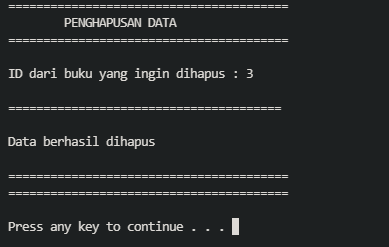 ========================================
PENGHAPUSAN DATA
========================================
ID dari buku yang ingin dihapus : 3
=======================================
Data berhasil dihapus
========================================
========================================
Press any key to continue . . .